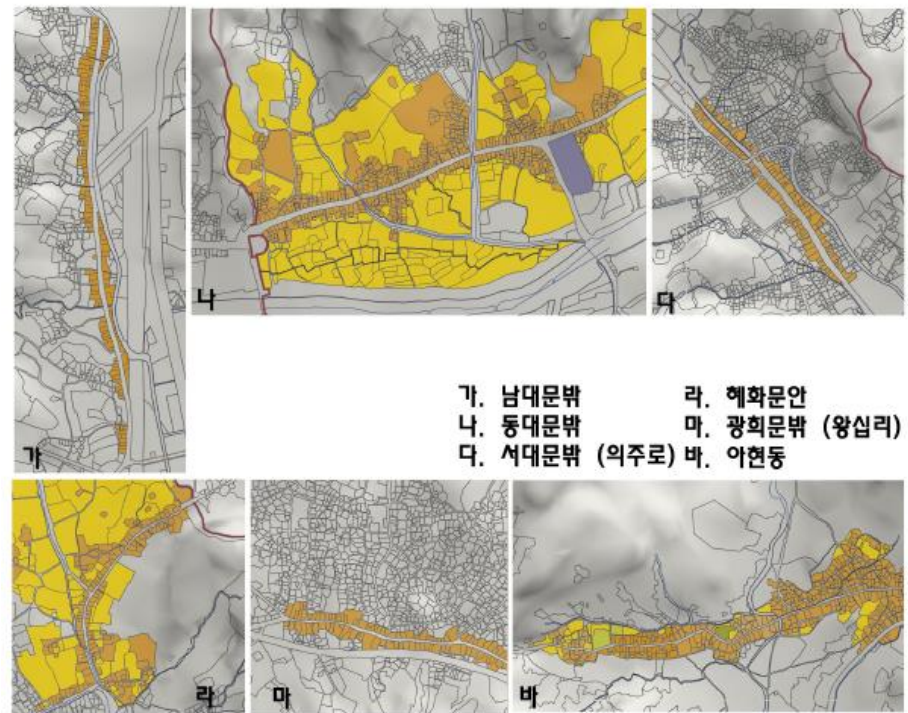 나
다
가. 남대문밖 라. 혜화문안
나. 동대문밖 마. 광희문밖 (왕십리)
다. 서대문밖 (의주로) 바. 아현동
가
라
마
바